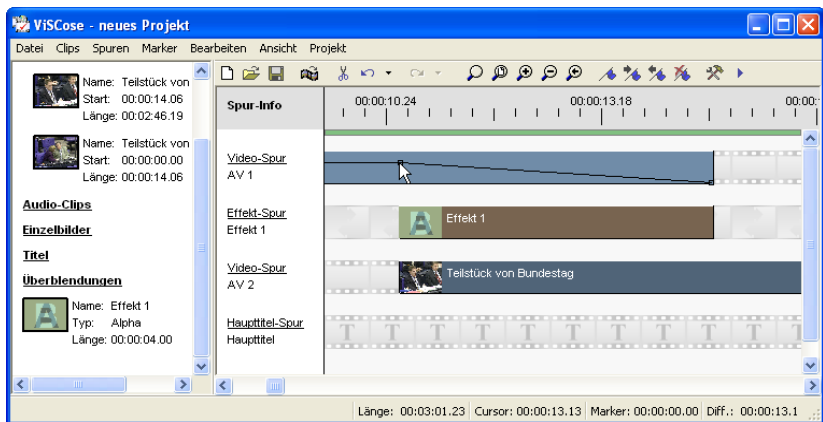 ViSCose - neues Projekt
Datei Clips Spuren Marker Bearbeiten Ansicht Projekt
Name: Teilstück von
Start: 00:00:14.06
Länge: 00:02:46.19
Name: Teilstück von
Start: 00:00:00.00
Länge: 00:00:14.06
Audio-Clips
Einzelbilder
Titel
Überblendungen
Name: Effekt 1
Typ: Alpha
Länge: 00:00:04.00
Spur-Info
00:00:10.24 00:00:13.18 00:00:
Video-Spur
AV 1
Effekt-Spur
Effekt 1
Effekt 1
Video-Spur
AV 2
Teilstück von Bundestag
Haupttitel-Spur
Haupttitel
T T T T T T T T T T T
Länge: 00:03:01.23 Cursor: 00:00:13.13 Marker: 00:00:00.00 Diff.: 00:00:13.1